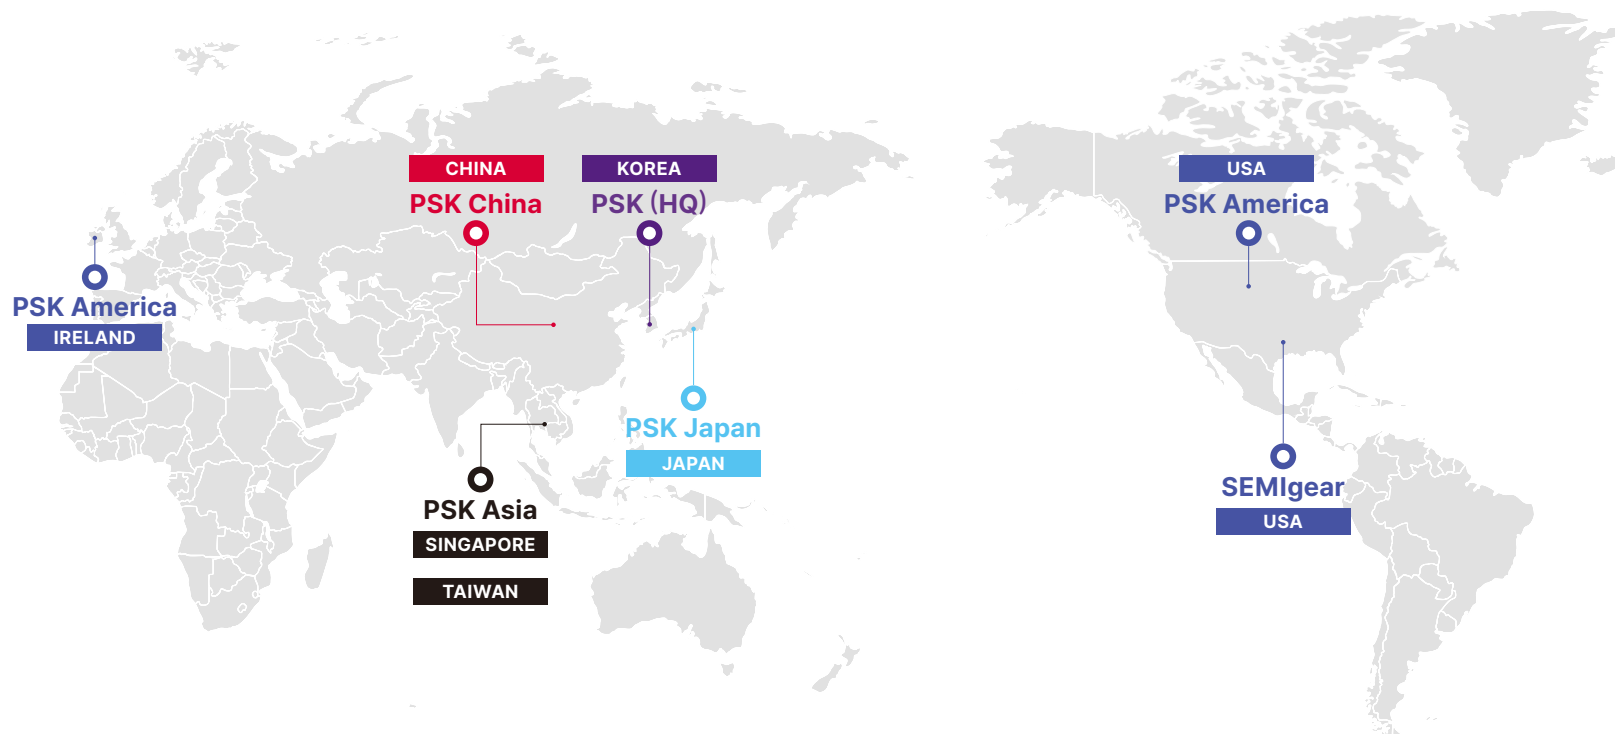 CHINA
PSK China
KOREA
PSK (HQ)
USA
PSK America
PSK America
IRELAND
PSK Japan
JAPAN
PSK Asia
SINGAPORE
TAIWAN
SEMIgear
USA